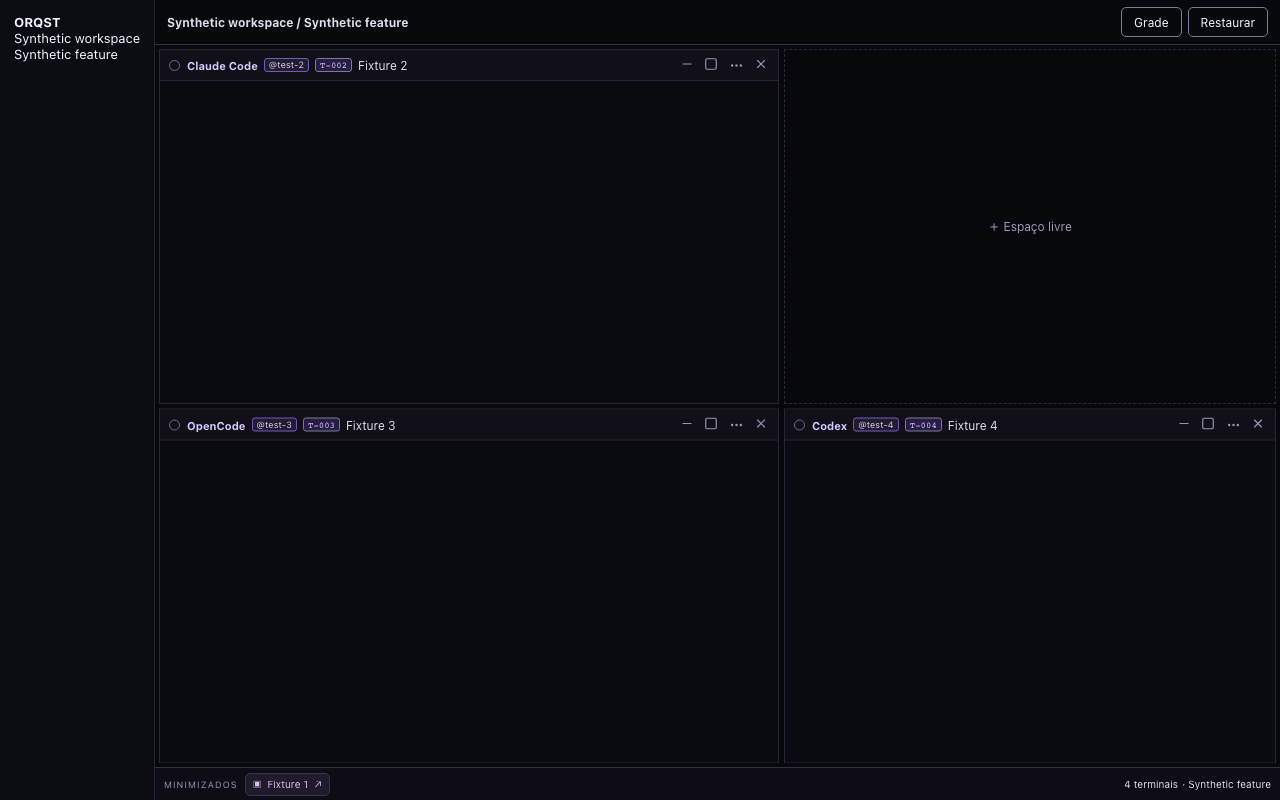 ORQST
Synthetic workspace
Synthetic feature
Synthetic workspace / Synthetic feature
Grade
Restaurar
Claude Code @test-2 T-002 Fixture 2
+ Espaço livre
OpenCode @test-3 T-003 Fixture 3
Codex @test-4 T-004 Fixture 4
MINIMIZADOS
Fixture 1
4 terminais · Synthetic feature